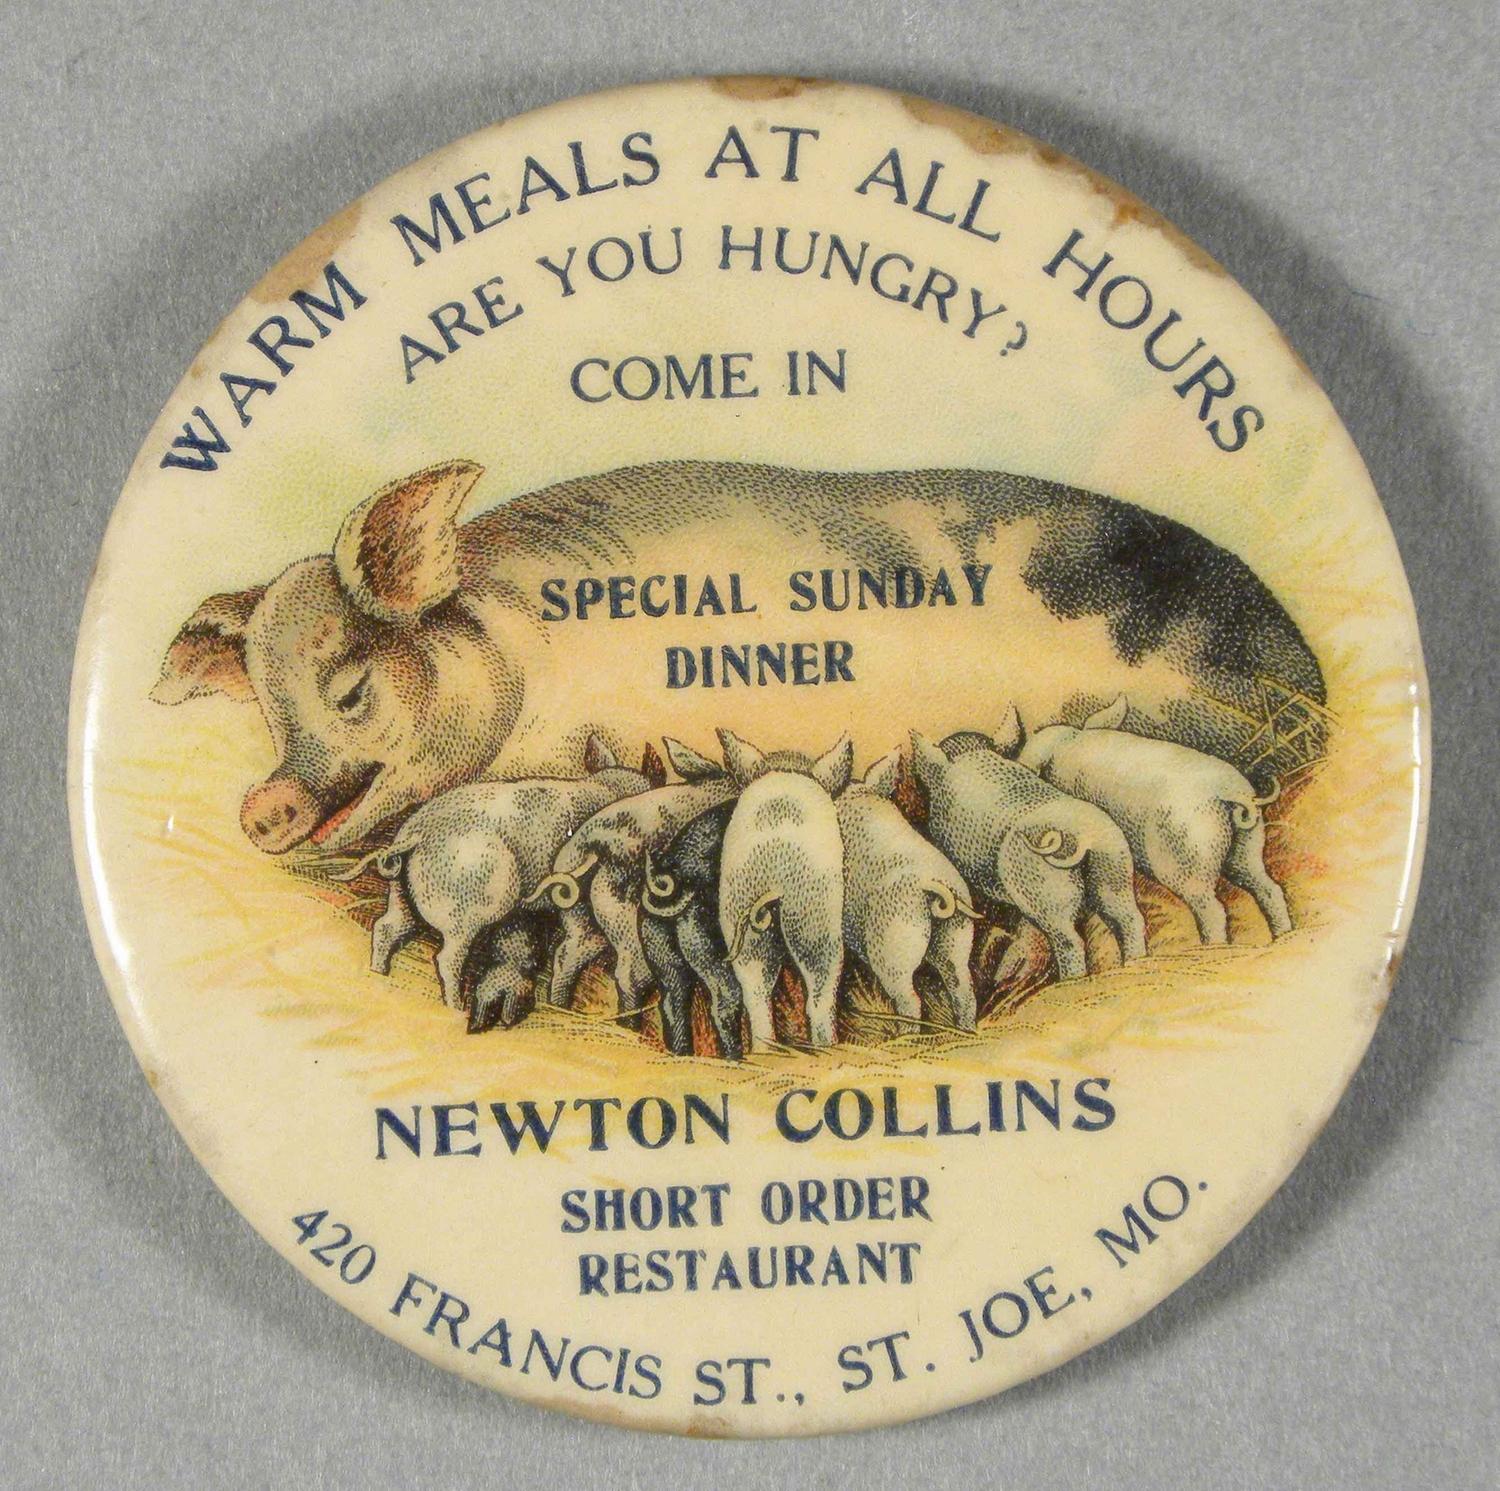 WARM MEALS AT ALL HOURS
ARE YOU HUNGRY?
COME IN
SPECIAL SUNDAY
DINNER
NEWTON COLLINS
SHORT ORDER
RESTAURANT
420 FRANCIS ST., ST. JOE, MO.